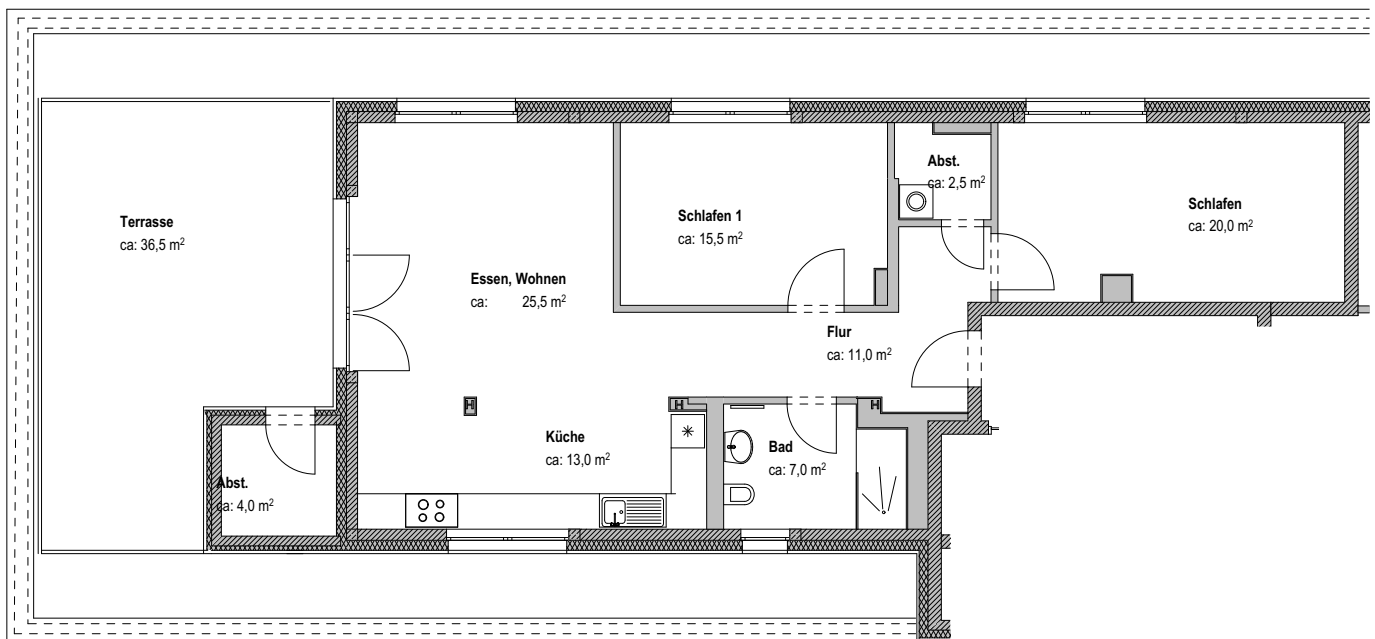 Terrasse
ca: 36,5 m²
Essen, Wohnen
ca: 25,5 m²
Schlafen 1
ca: 15,5 m²
Abst.
ca: 2,5 m²
Schlafen
ca: 20,0 m²
Flur
ca: 11,0 m²
Küche
ca: 13,0 m²
Bad
ca: 7,0 m²
Abst.
ca: 4,0 m²